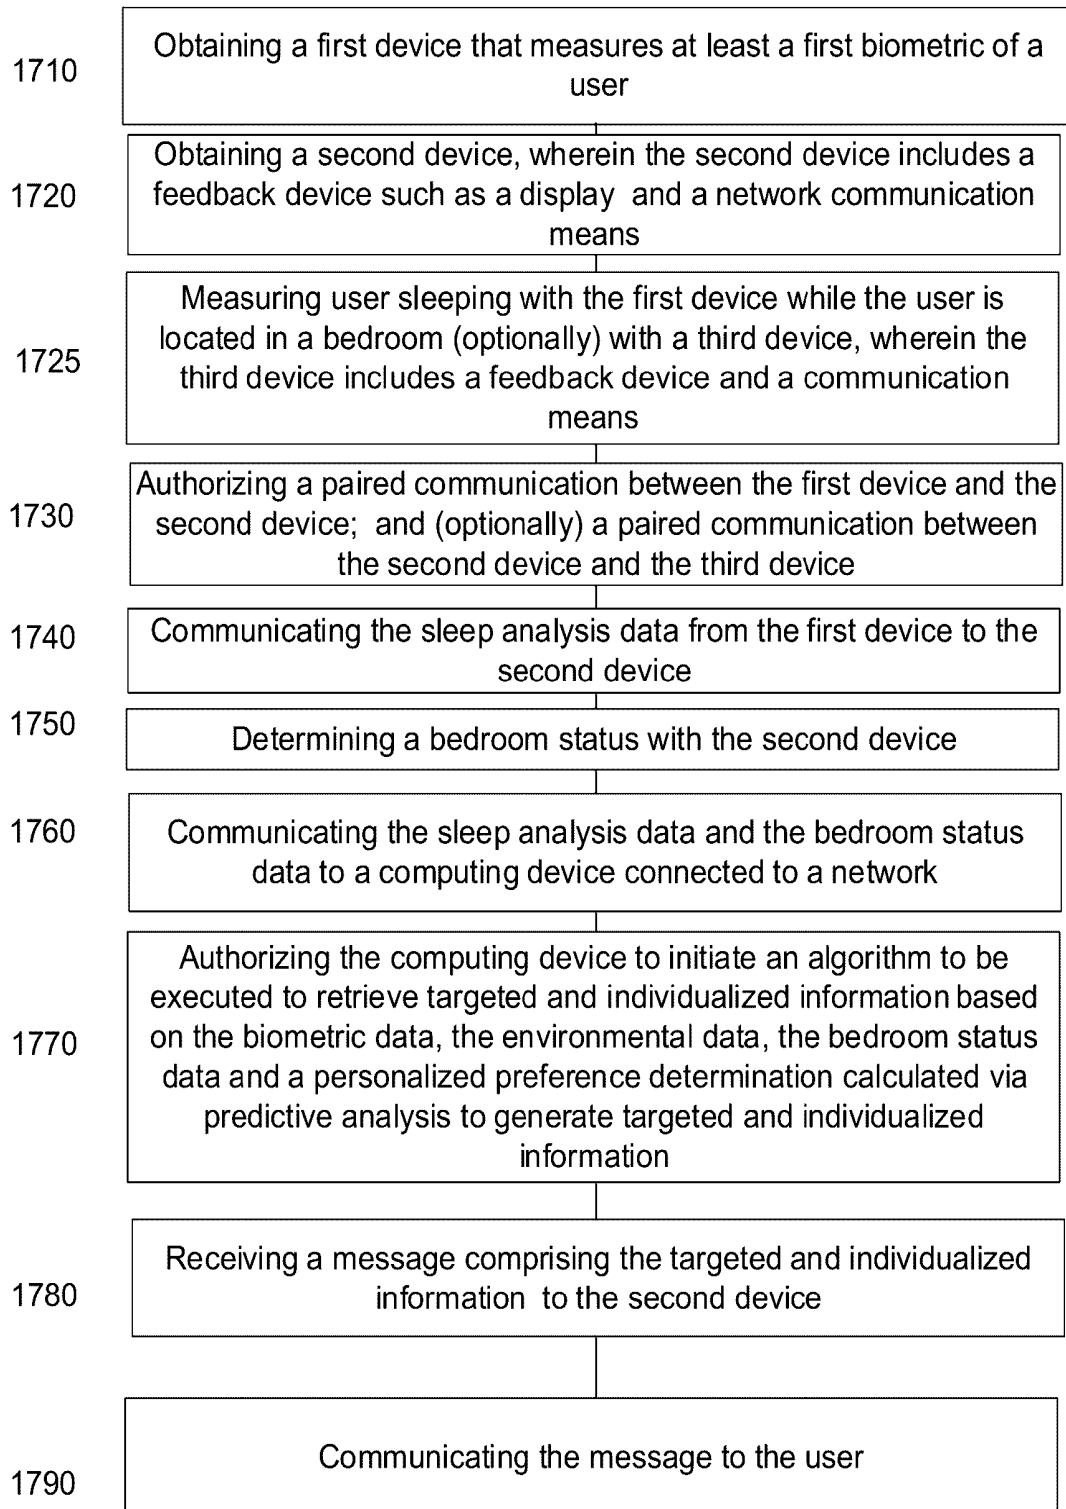 1710
Obtaining a first device that measures at least a first biometric of a
user
1720
Obtaining a second device, wherein the second device includes a
feedback device such as a display and a network communication
means
1725
Measuring user sleeping with the first device while the user is
located in a bedroom (optionally) with a third device, wherein the
third device includes a feedback device and a communication
means
1730
Authorizing a paired communication between the first device and the
second device; and (optionally) a paired communication between
the second device and the third device
1740
Communicating the sleep analysis data from the first device to the
second device
1750
Determining a bedroom status with the second device
1760
Communicating the sleep analysis data and the bedroom status
data to a computing device connected to a network
1770
Authorizing the computing device to initiate an algorithm to be
executed to retrieve targeted and individualized information based
on the biometric data, the environmental data, the bedroom status
data and a personalized preference determination calculated via
predictive analysis to generate targeted and individualized
information
1780
Receiving a message comprising the targeted and individualized
information to the second device
1790
Communicating the message to the user